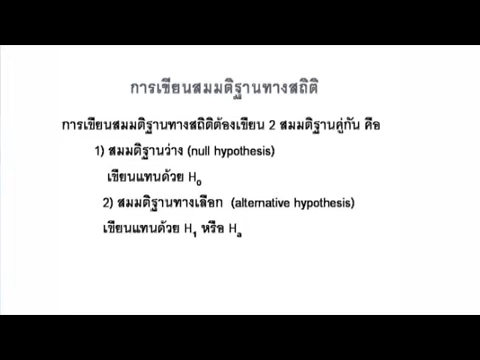 การเขียนสมมติฐานทางสถิติ
การเขียนสมมติฐานทางสถิติต้องเขียน 2 สมมติฐานคู่กัน คือ
1) สมมติฐานว่าง (null hypothesis)
เขียนแทนด้วย H₀
2) สมมติฐานทางเลือก (alternative hypothesis)
เขียนแทนด้วย H₁ หรือ Hₐ